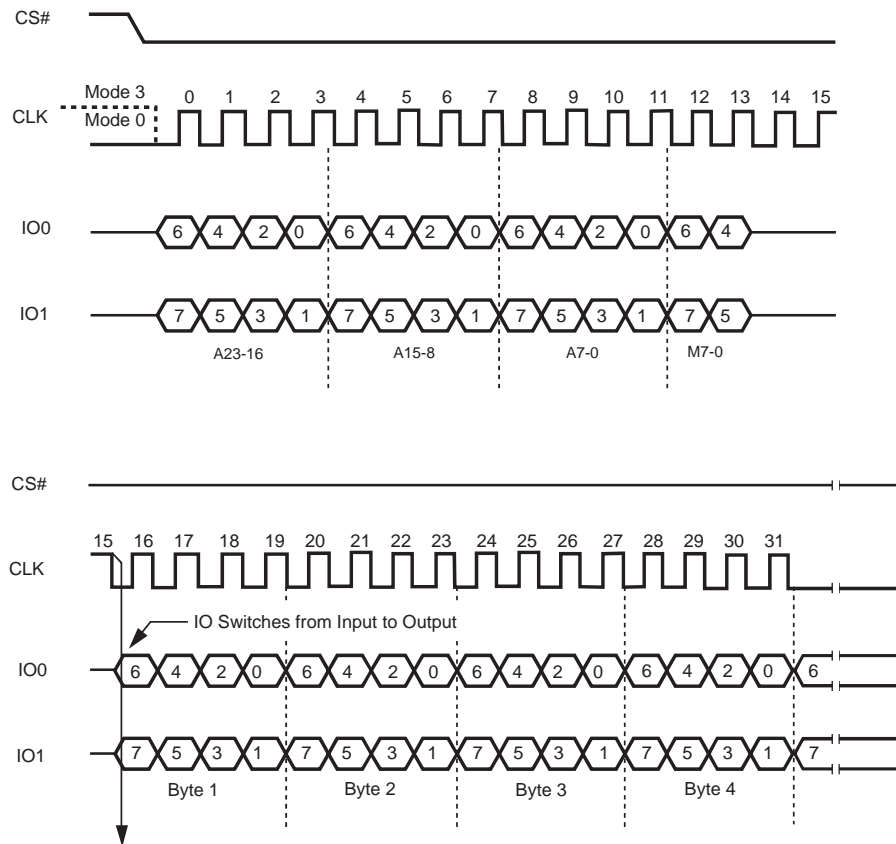 CS#
Mode 3
0 1 2 3 4 5 6 7 8 9 10 11 12 13 14 15
CLK
Mode 0
IO0 6 4 2 0 6 4 2 0 6 4 2 0 6 4
IO1 7 5 3 1 7 5 3 1 7 5 3 1 7 5
A23-16 A15-8 A7-0 M7-0
CS#
15 16 17 18 19 20 21 22 23 24 25 26 27 28 29 30 31
CLK
IO Switches from Input to Output
IO0 6 4 2 0 6 4 2 0 6 4 2 0 6 4 2 0 6
IO1 7 5 3 1 7 5 3 1 7 5 3 1 7 5 3 1 7
Byte 1 Byte 2 Byte 3 Byte 4